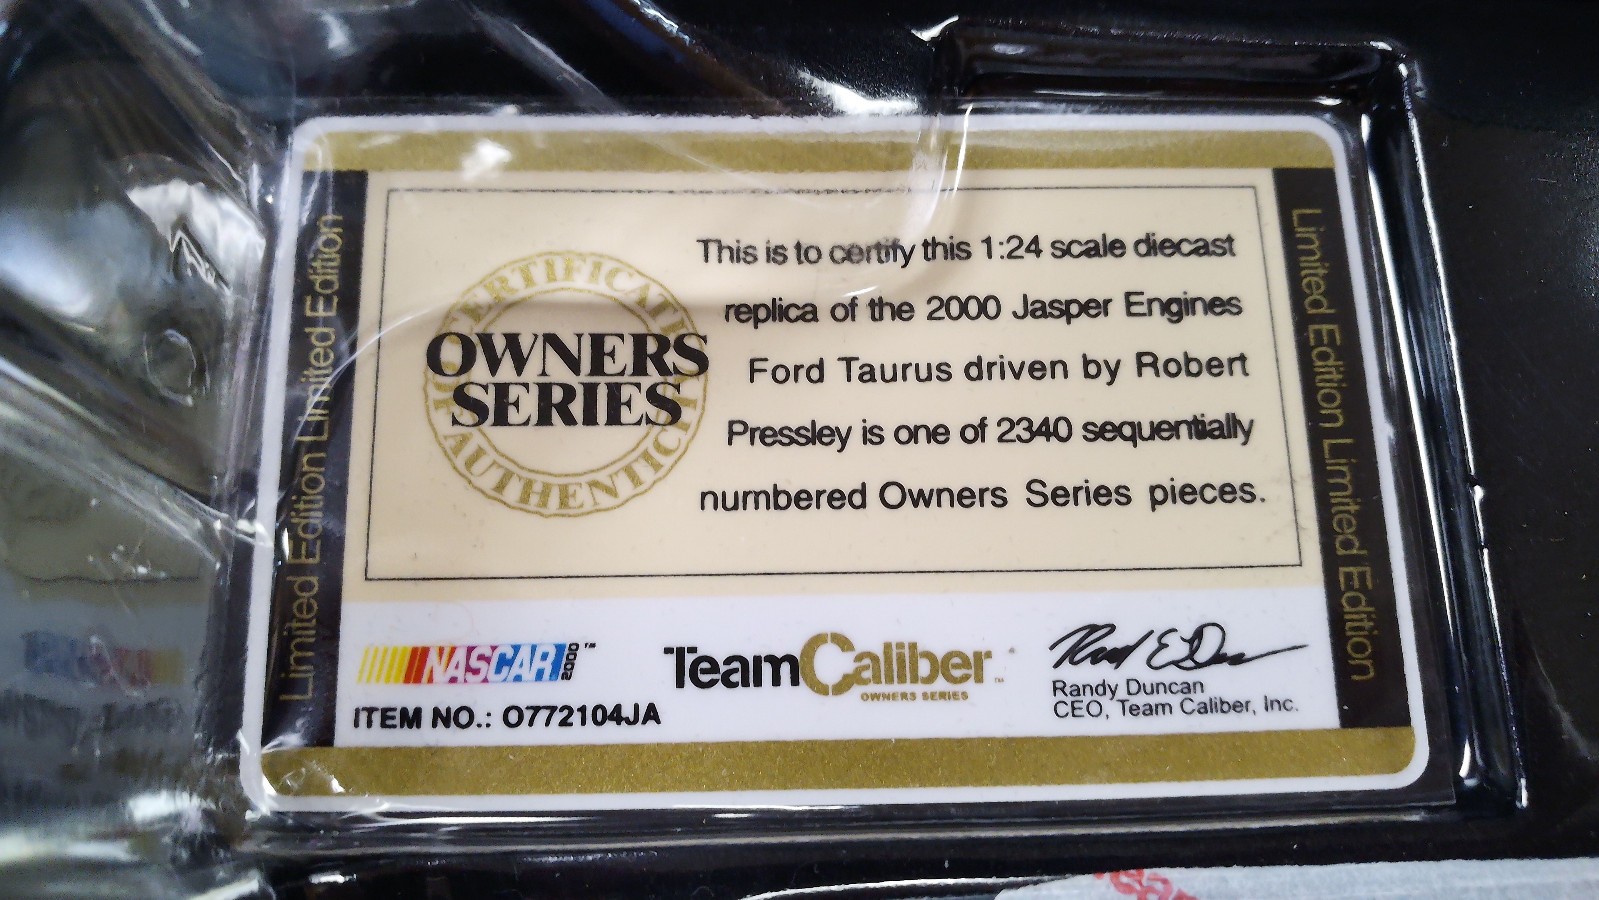 Limited Edition Limited Edition
CERTIFICATE OF AUTHENTICITY
OWNERS
SERIES
This is to certify this 1:24 scale diecast
replica of the 2000 Jasper Engines
Ford Taurus driven by Robert
Pressley is one of 2340 sequentially
numbered Owners Series pieces.
Limited Edition Limited Edition
NASCAR 2000 ™
ITEM NO.: O772104JA
TeamCaliber™
OWNERS SERIES
Randy Duncan
CEO, Team Caliber, Inc.